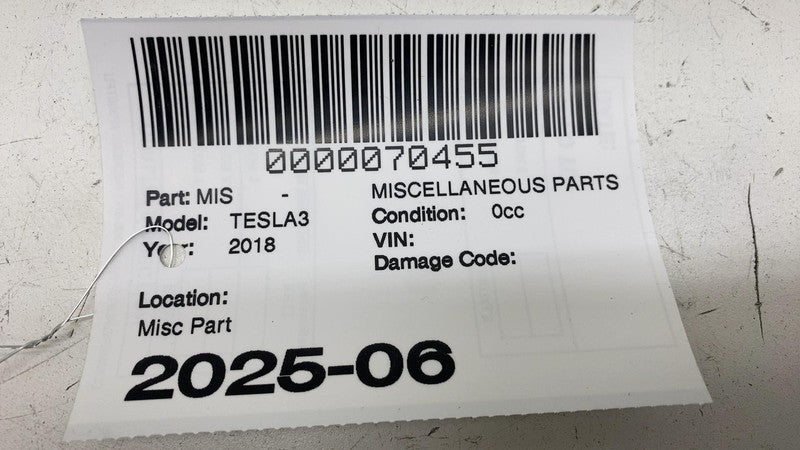 0000070455
Part: MIS - MISCELLANEOUS PARTS
Model: TESLA3 Condition: 0cc
Year: 2018 VIN:
Damage Code:
Location:
Misc Part
2025-06